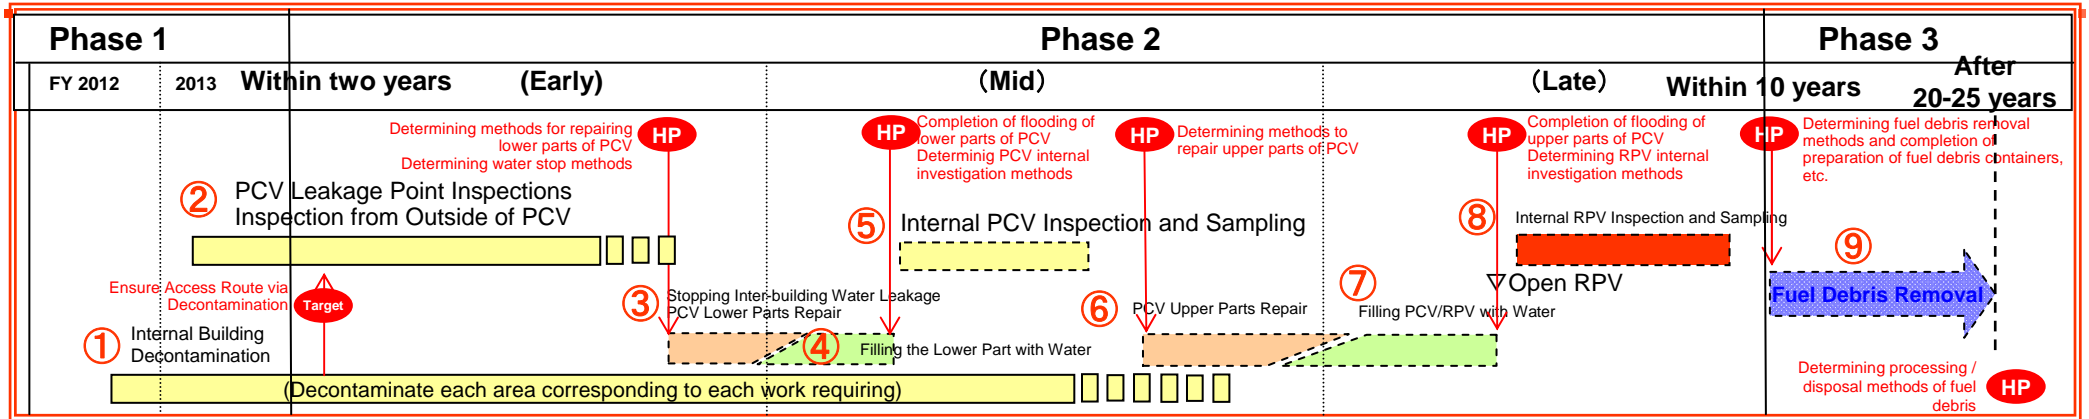 Phase 1
Phase 2
Phase 3
FY 2012
2013
Within two years
(Early)
(Mid)
(Late)
Within 10 years
After
20-25 years
Determining methods for repairing
lower parts of PCV
Determining water stop methods
HP
HP
Completion of flooding of
lower parts of PCV
Determinig PCV internal
investigation methods
HP
Determining methods to
repair upper parts of PCV
HP
Completion of flooding of
upper parts of PCV
Determining RPV internal
investigation methods
HP
Determining fuel debris removal
methods and completion of
preparation of fuel debris containers,
etc.
②
PCV Leakage Point Inspections
Inspection from Outside of PCV
⑤
Internal PCV Inspection and Sampling
⑧
Internal RPV Inspection and Sampling
⑨
Ensure Access Route via
Decontamination
Target
③
Stopping Inter-building Water Leakage
PCV Lower Parts Repair
⑥
PCV Upper Parts Repair
⑦
Filling PCV/RPV with Water
▽Open RPV
Fuel Debris Removal
①
Internal Building
Decontamination
④
Filling the Lower Part with Water
(Decontaminate each area corresponding to each work requiring)
Determining processing /
disposal methods of fuel
debris
HP